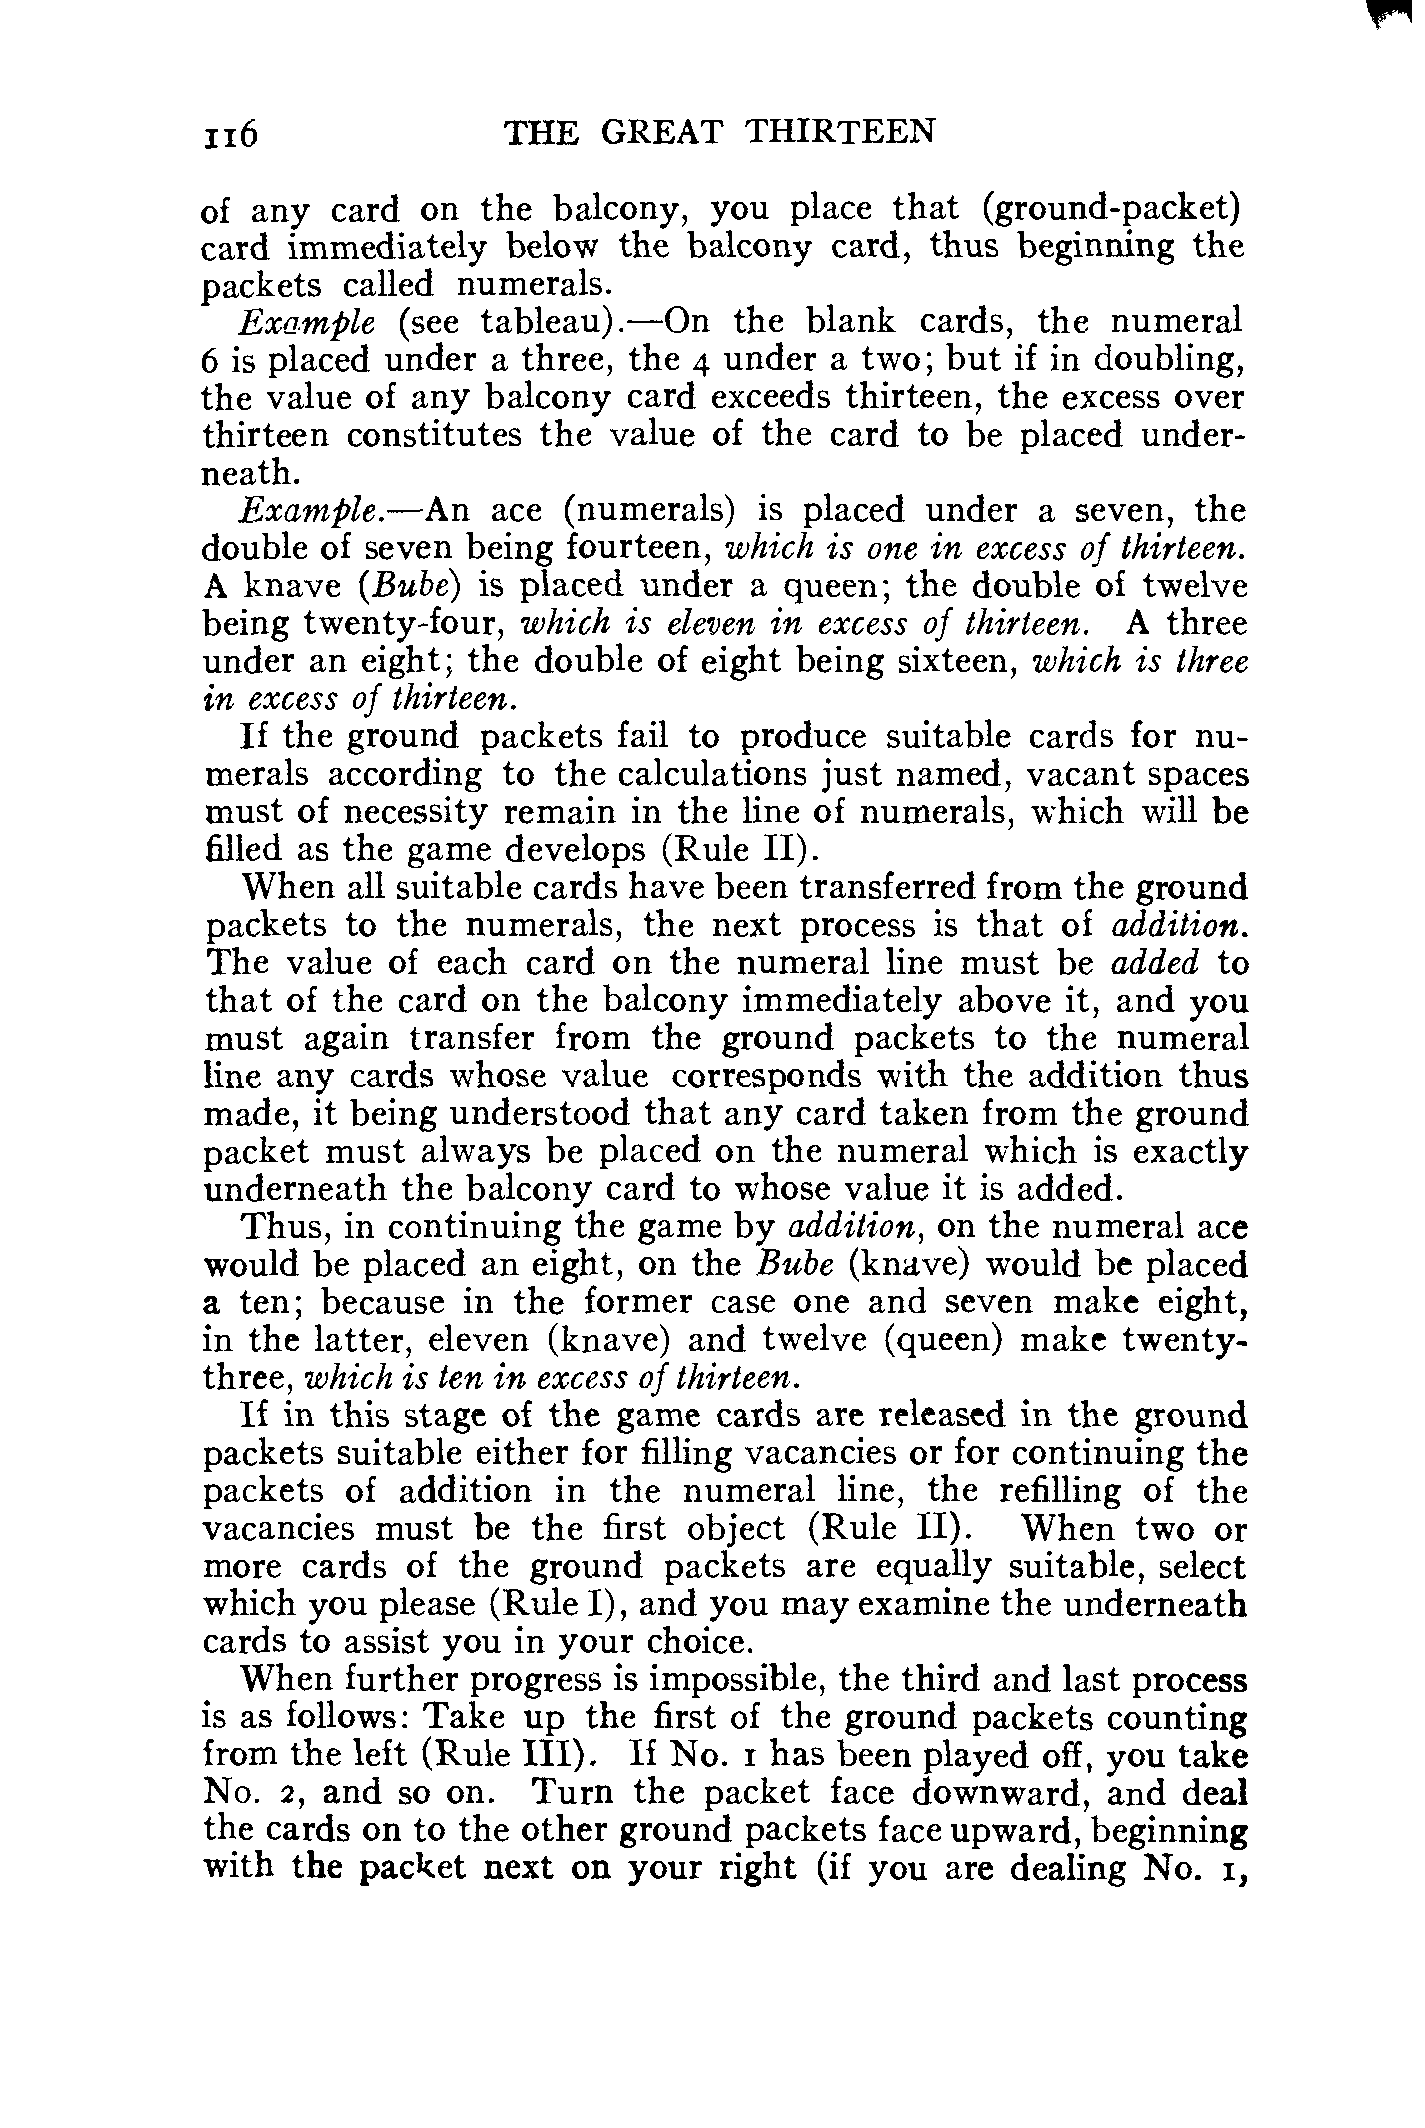 116 THE GREAT THIRTEEN
of any card on the balcony, you place that (ground-packet)
card immediately below the balcony card, thus beginning the
packets called numerals.
Example (see tableau).—On the blank cards, the numeral
6 is placed under a three, the 4 under a two; but if in doubling,
the value of any balcony card exceeds thirteen, the excess over
thirteen constitutes the value of the card to be placed under-
neath.
Example.—An ace (numerals) is placed under a seven, the
double of seven being fourteen, which is one in excess of thirteen.
A knave (Bube) is placed under a queen; the double of twelve
being twenty-four, which is eleven in excess of thirteen. A three
under an eight; the double of eight being sixteen, which is three
in excess of thirteen.
If the ground packets fail to produce suitable cards for nu-
merals according to the calculations just named, vacant spaces
must of necessity remain in the line of numerals, which will be
filled as the game develops (Rule II).
When all suitable cards have been transferred from the ground
packets to the numerals, the next process is that of addition.
The value of each card on the numeral line must be added to
that of the card on the balcony immediately above it, and you
must again transfer from the ground packets to the numeral
line any cards whose value corresponds with the addition thus
made, it being understood that any card taken from the ground
packet must always be placed on the numeral which is exactly
underneath the balcony card to whose value it is added.
Thus, in continuing the game by addition, on the numeral ace
would be placed an eight, on the Bube (knave) would be placed
a ten; because in the former case one and seven make eight,
in the latter, eleven (knave) and twelve (queen) make twenty-
three, which is ten in excess of thirteen.
If in this stage of the game cards are released in the ground
packets suitable either for filling vacancies or for continuing the
packets of addition in the numeral line, the refilling of the
vacancies must be the first object (Rule II). When two or
more cards of the ground packets are equally suitable, select
which you please (Rule I), and you may examine the underneath
cards to assist you in your choice.
When further progress is impossible, the third and last process
is as follows: Take up the first of the ground packets counting
from the left (Rule III). If No. 1 has been played off, you take
No. 2, and so on. Turn the packet face downward, and deal
the cards on to the other ground packets face upward, beginning
with the packet next on your right (if you are dealing No. 1,